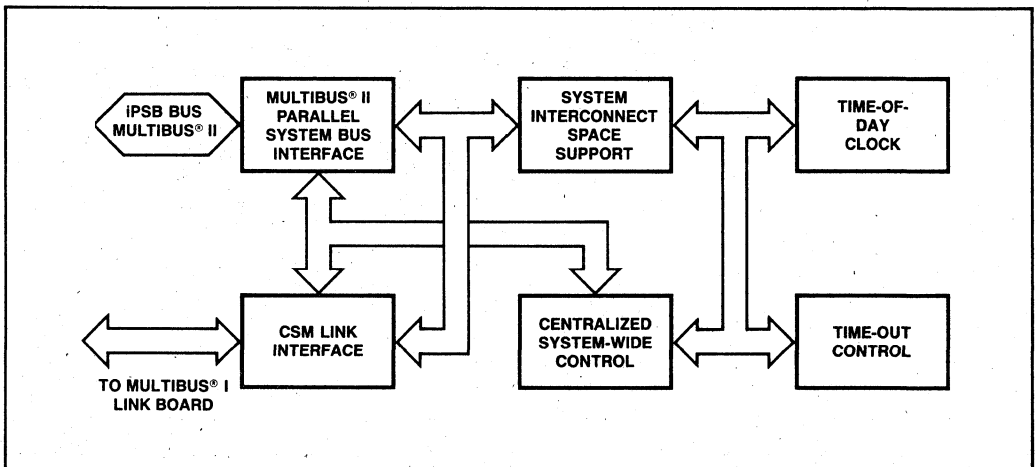 iPSB BUS
MULTIBUS® II
MULTIBUS® II
PARALLEL
SYSTEM BUS
INTERFACE
SYSTEM
INTERCONNECT
SPACE
SUPPORT
TIME-OF-
DAY
CLOCK
CSM LINK
INTERFACE
CENTRALIZED
SYSTEM-WIDE
CONTROL
TIME-OUT
CONTROL
TO MULTIBUS® I
LINK BOARD